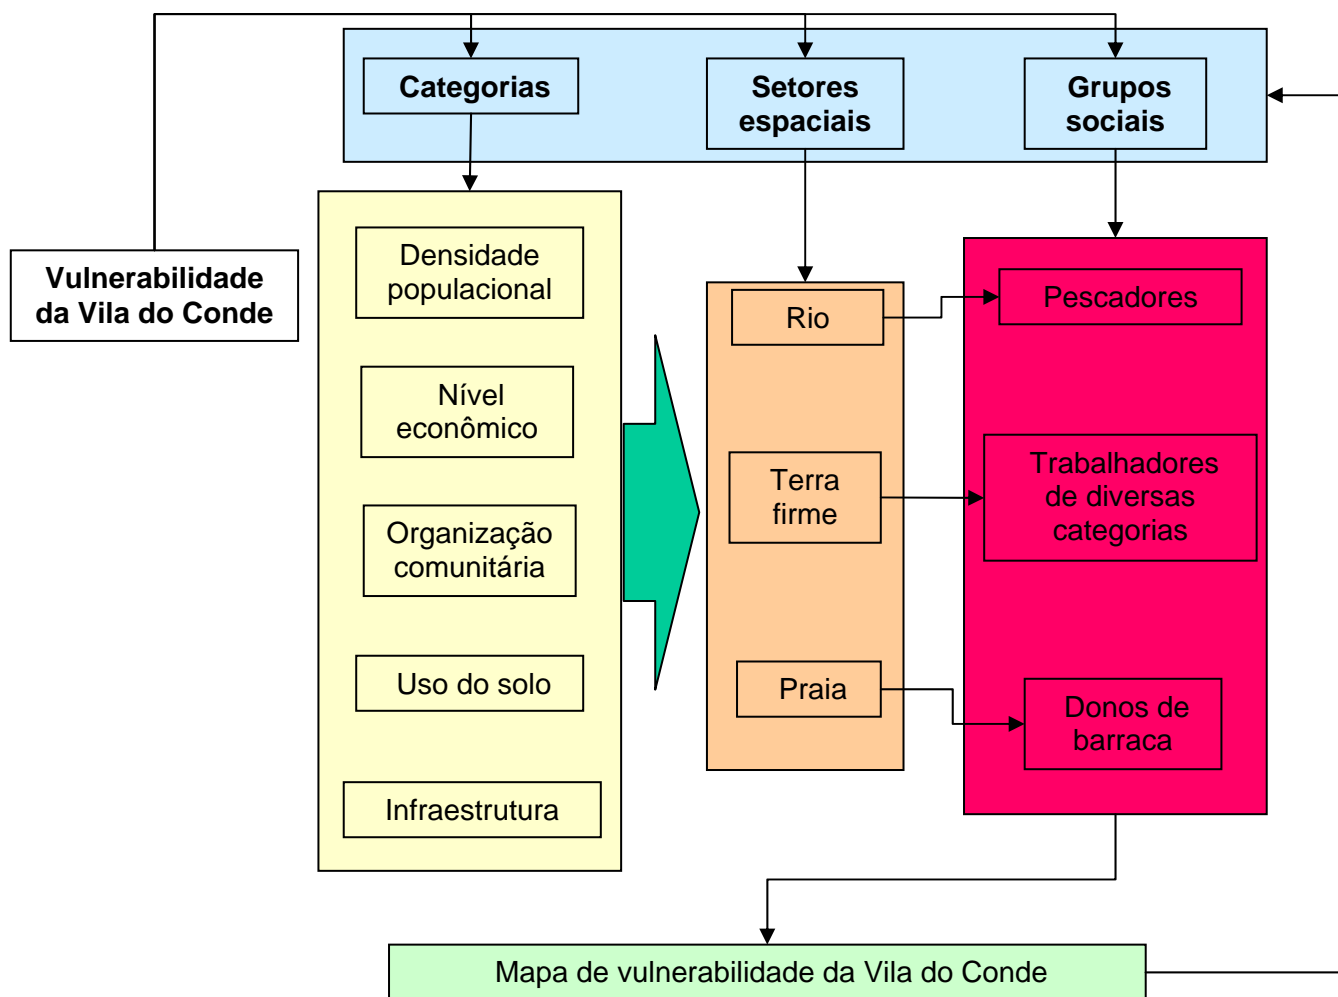 Categorias
Setores
espaciais
Grupos
sociais
Vulnerabilidade
da Vila do Conde
Densidade
populacional
Nível
econômico
Organização
comunitária
Uso do solo
Infraestrutura
Rio
Terra
firme
Praia
Pescadores
Trabalhadores
de diversas
categorias
Donos de
barraca
Mapa de vulnerabilidade da Vila do Conde